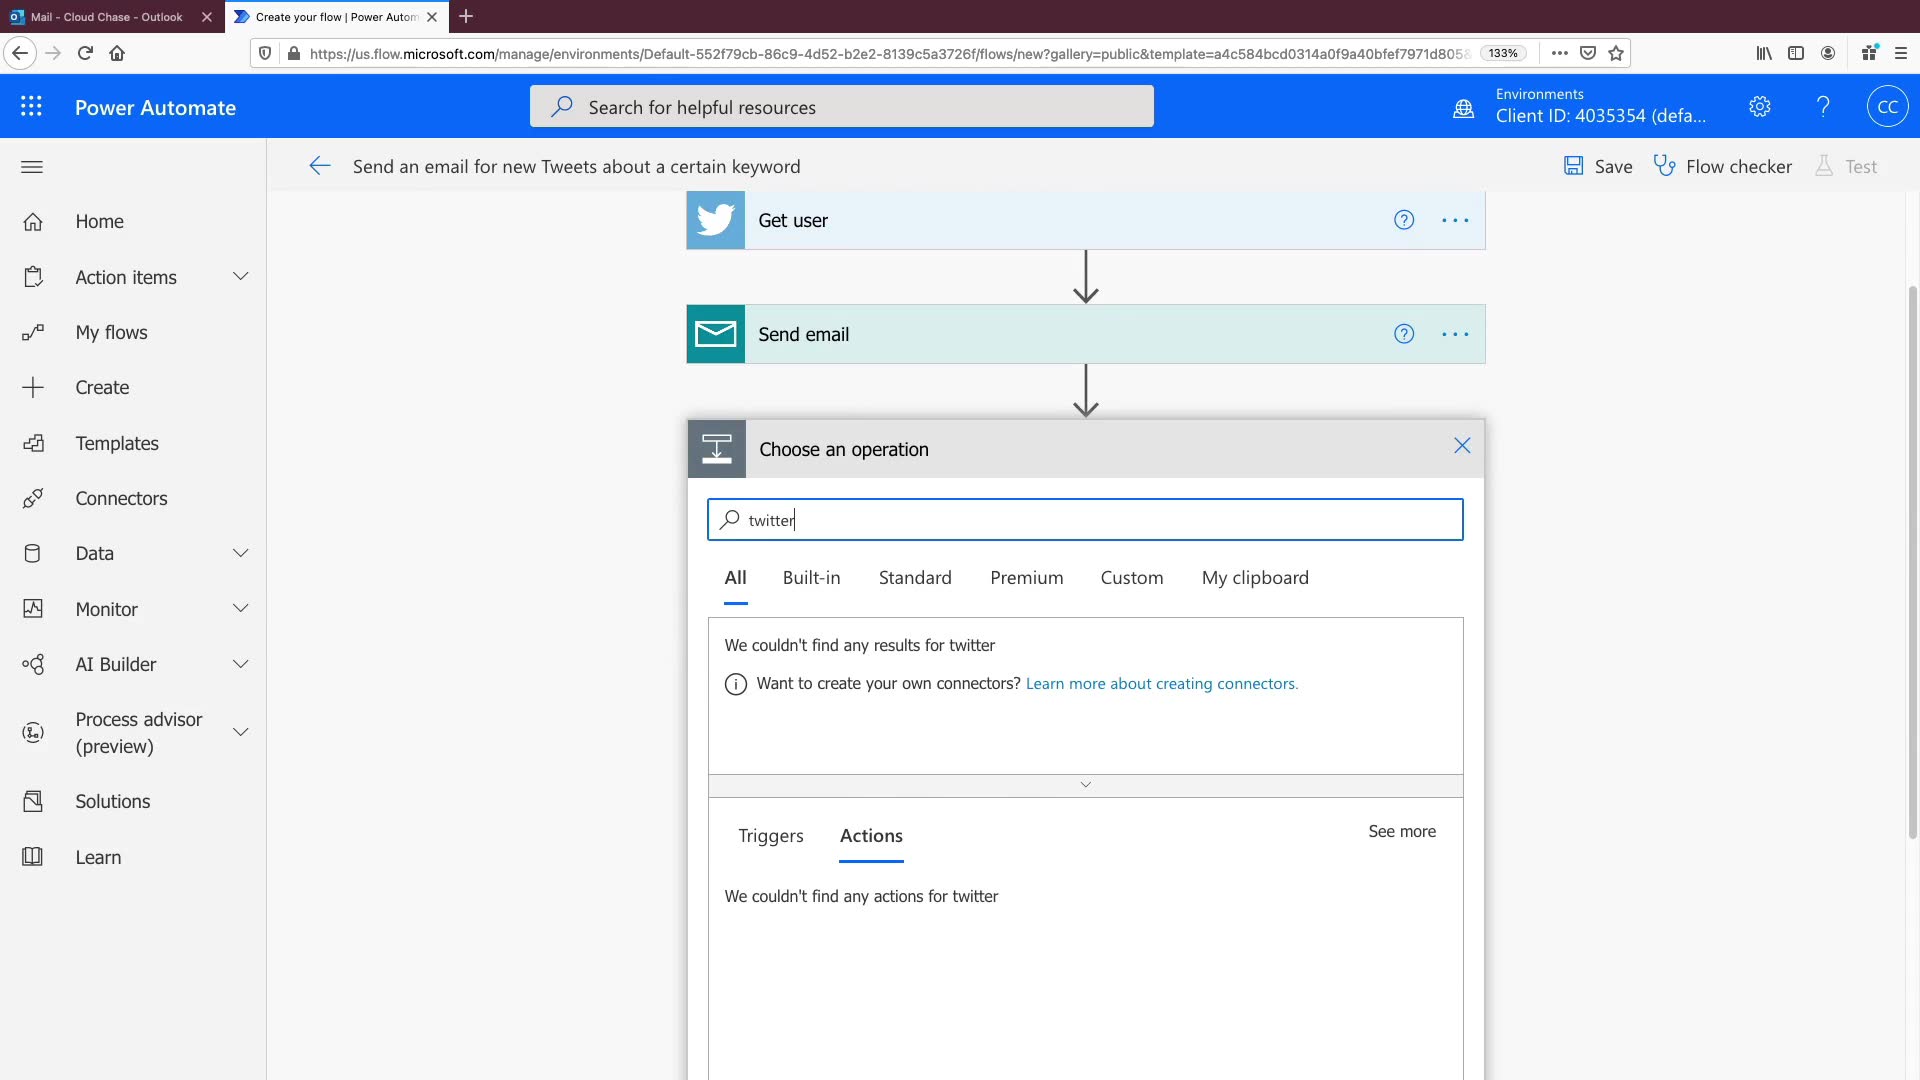 Mail - Cloud Chase - Outlook
Create your flow | Power Autom
https://us.flow.microsoft.com/manage/environments/Default-552f79cb-86c9-4d52-b2e2-8139c5a3726f/flows/new?gallery=public&template=a4c584bcd0314a0f9a40bfef7971d8058
133%
Power Automate
Search for helpful resources
Environments
Client ID: 4035354 (defa...
CC
Send an email for new Tweets about a certain keyword
Save
Flow checker
Test
Home
Action items
My flows
Create
Templates
Connectors
Data
Monitor
AI Builder
Process advisor
(preview)
Solutions
Learn
Get user
Send email
Choose an operation
twitter
All
Built-in
Standard
Premium
Custom
My clipboard
We couldn't find any results for twitter
Want to create your own connectors? Learn more about creating connectors.
Triggers
Actions
See more
We couldn't find any actions for twitter